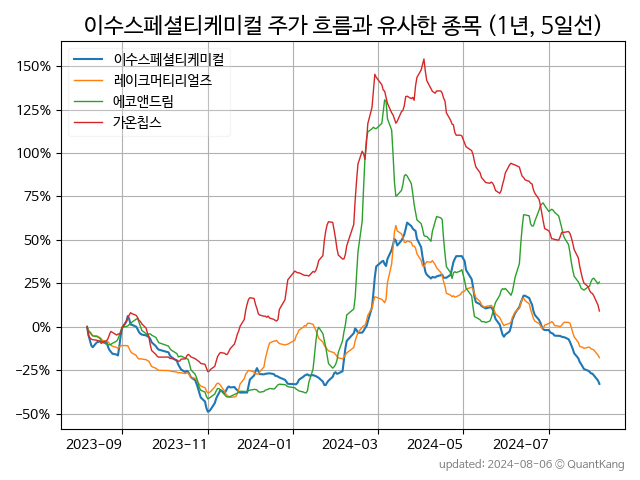 이수스페셜티케미컬 주가 흐름과 유사한 종목 (1년, 5일선)
이수스페셜티케미컬
레이크머티리얼즈
에코앤드림
가온칩스
150%
125%
100%
75%
50%
25%
0%
−25%
−50%
2023−09 2023−11 2024−01 2024−03 2024−05 2024−07
updated: 2024−08−06 © QuantKang